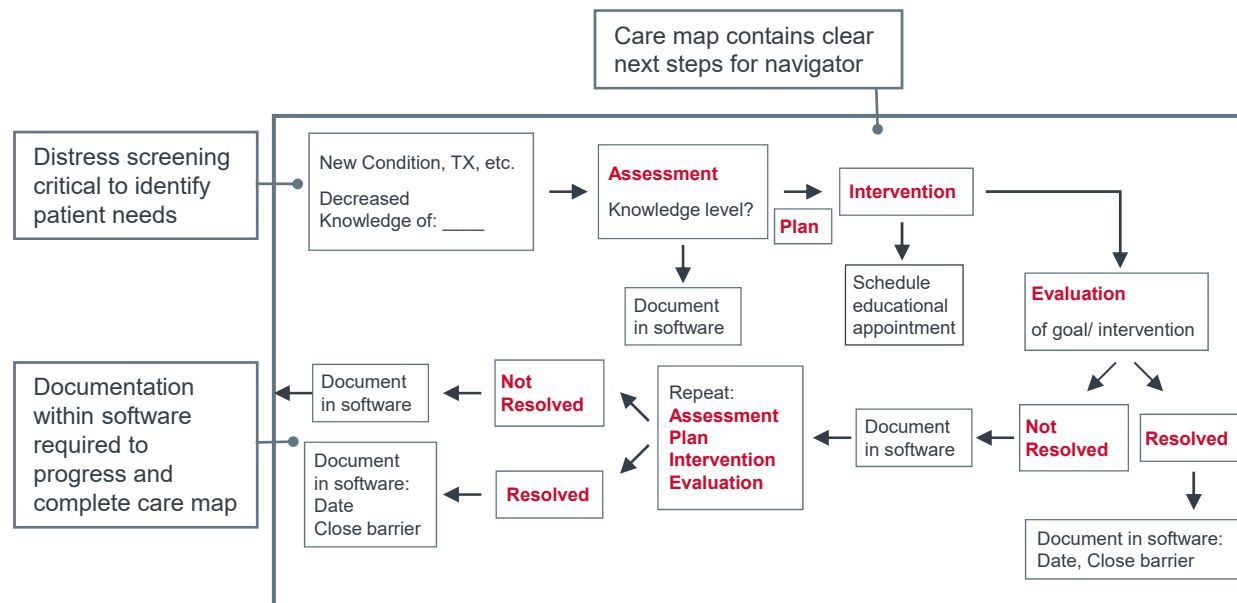 Care map contains clear
next steps for navigator
Distress screening
critical to identify
patient needs
New Condition, TX, etc.
Decreased
Knowledge of: ____
Assessment
Knowledge level?
Plan
Intervention
Document
in software
Schedule
educational
appointment
Evaluation
of goal/ intervention
Documentation
within software
required to
progress and
complete care map
Document
in software
Not
Resolved
Repeat:
Assessment
Plan
Intervention
Evaluation
Document
in software
Not
Resolved
Resolved
Document
in software:
Date
Close barrier
Resolved
Document in software:
Date, Close barrier